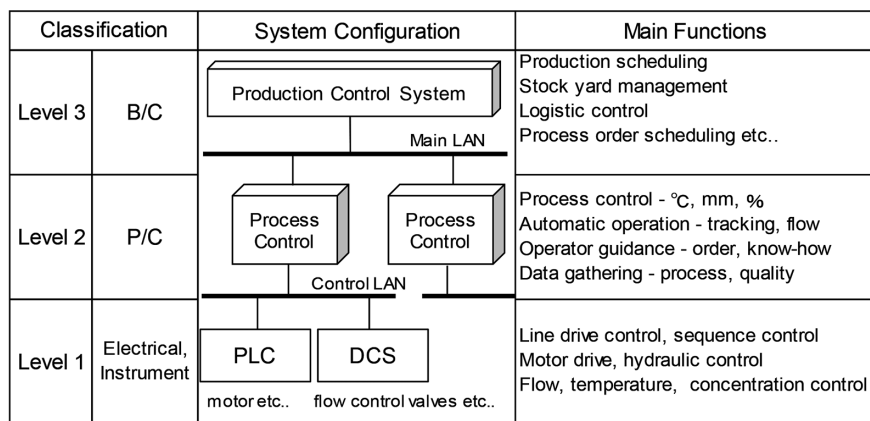 Classification
System Configuration
Main Functions
Level 3
B/C
Production Control System
Main LAN
Production scheduling
Stock yard management
Logistic control
Process order scheduling etc..
Level 2
P/C
Process
Control
Process
Control
Control LAN
Process control - °C, mm, %
Automatic operation - tracking, flow
Operator guidance - order, know-how
Data gathering - process, quality
Level 1
Electrical,
Instrument
PLC
DCS
motor etc..
flow control valves etc..
Line drive control, sequence control
Motor drive, hydraulic control
Flow, temperature, concentration control